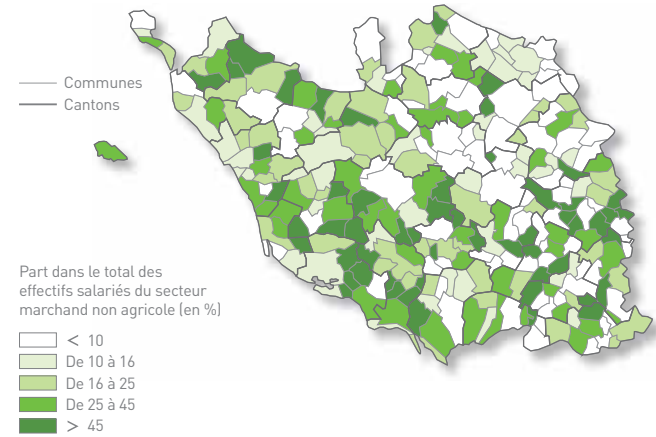 Communes
Cantons
Part dans le total des
effectifs salariés du secteur
marchand non agricole (en %)
< 10
De 10 à 16
De 16 à 25
De 25 à 45
> 45